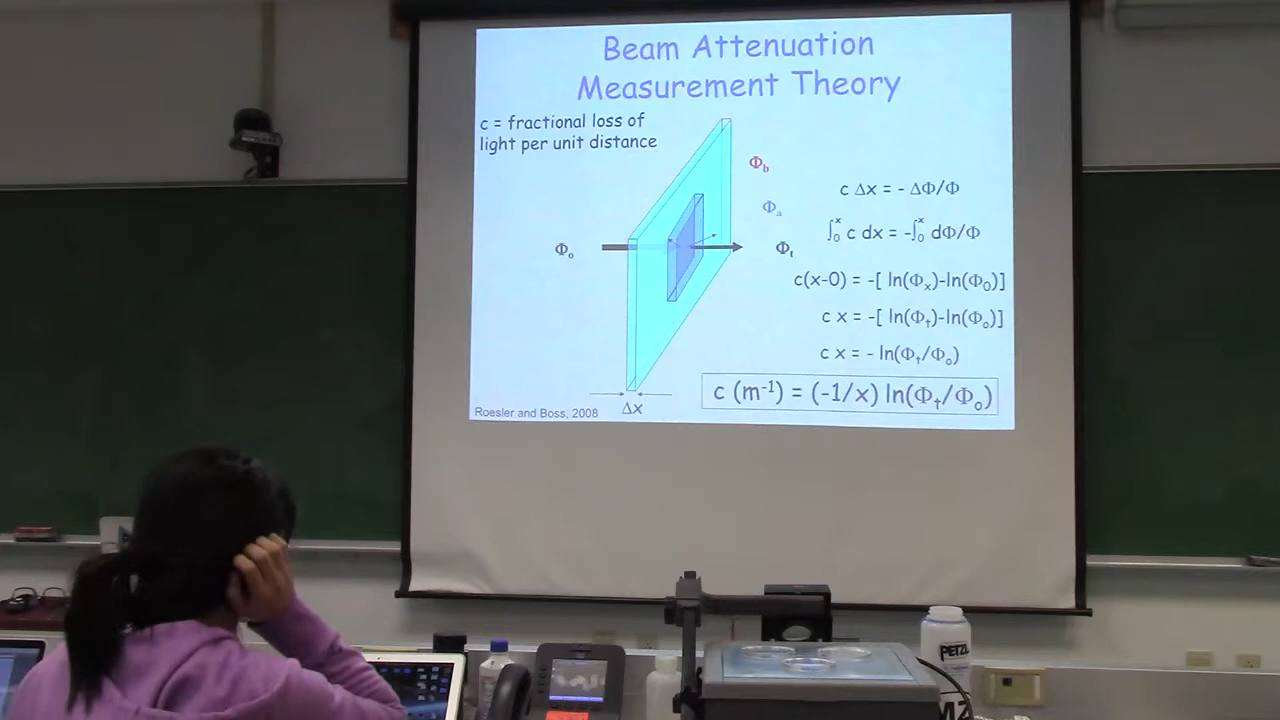 Beam Attenuation
Measurement Theory
c = fractional loss of
light per unit distance
Φb
Φa
Φo
Φt
c Δx = - ΔΦ/Φ
∫₀ˣ c dx = -∫₀ˣ dΦ/Φ
c(x-0) = -[ ln(Φx)-ln(Φ0)]
c x = -[ ln(Φt)-ln(Φo)]
c x = - ln(Φt/Φo)
c (m⁻¹) = (-1/x) ln(Φt/Φo)
Δx
Roesler and Boss, 2008
PETZL